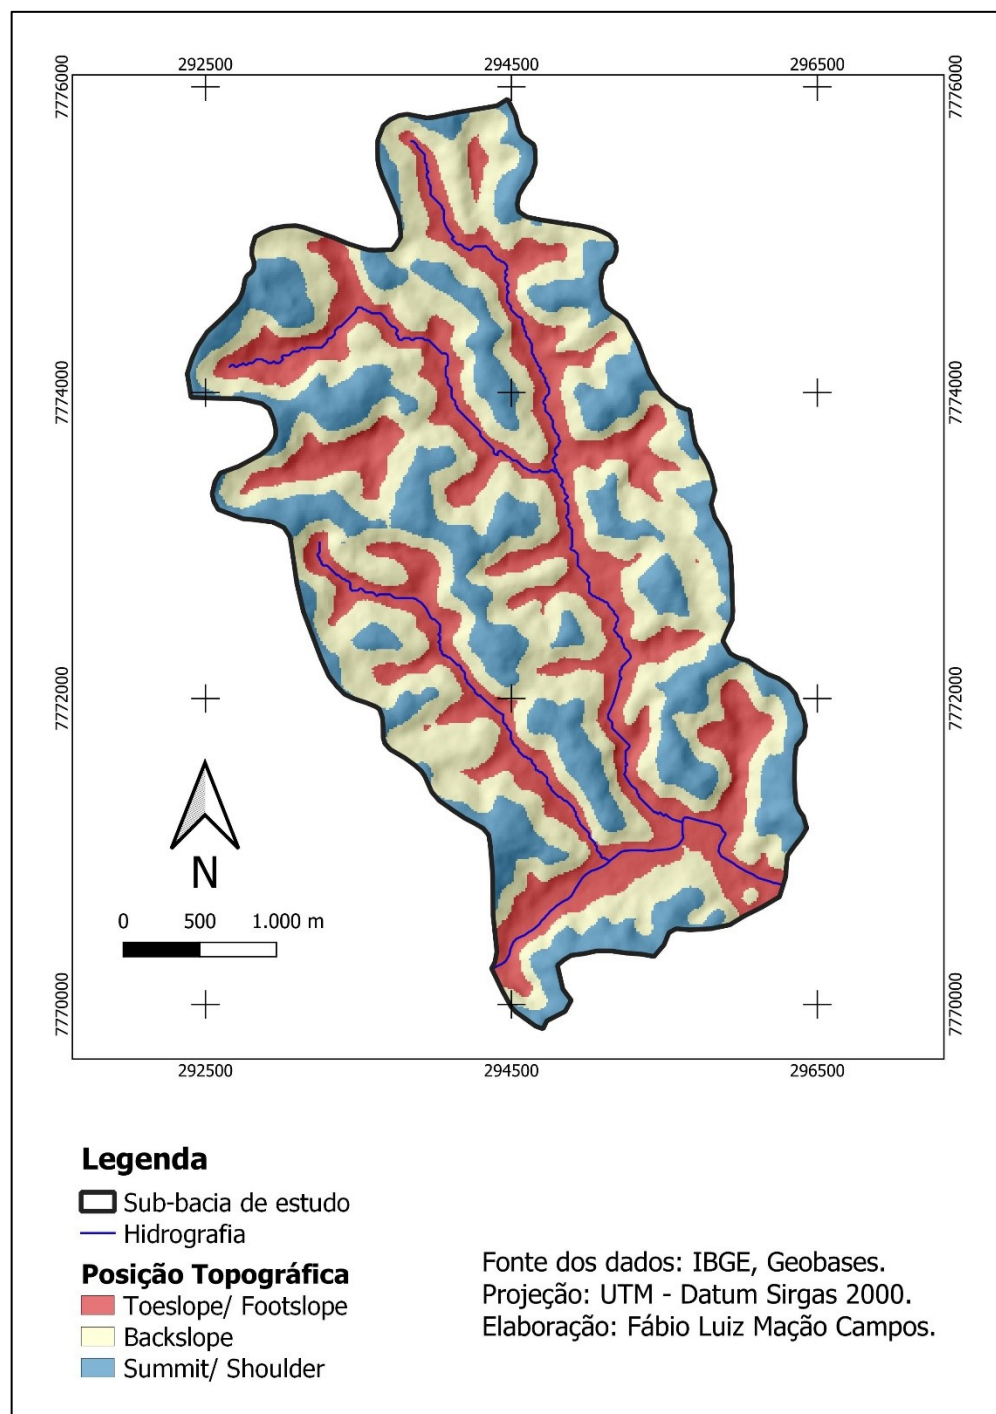 292500 294500 296500
7776000 7776000
7774000 7774000
7772000 7772000
N
0 500 1.000 m
7770000 7770000
292500 294500 296500
Legenda
Sub-bacia de estudo
Hidrografia
Posição Topográfica
Toeslope/ Footslope
Backslope
Summit/ Shoulder
Fonte dos dados: IBGE, Geobases.
Projeção: UTM - Datum Sirgas 2000.
Elaboração: Fábio Luiz Mação Campos.